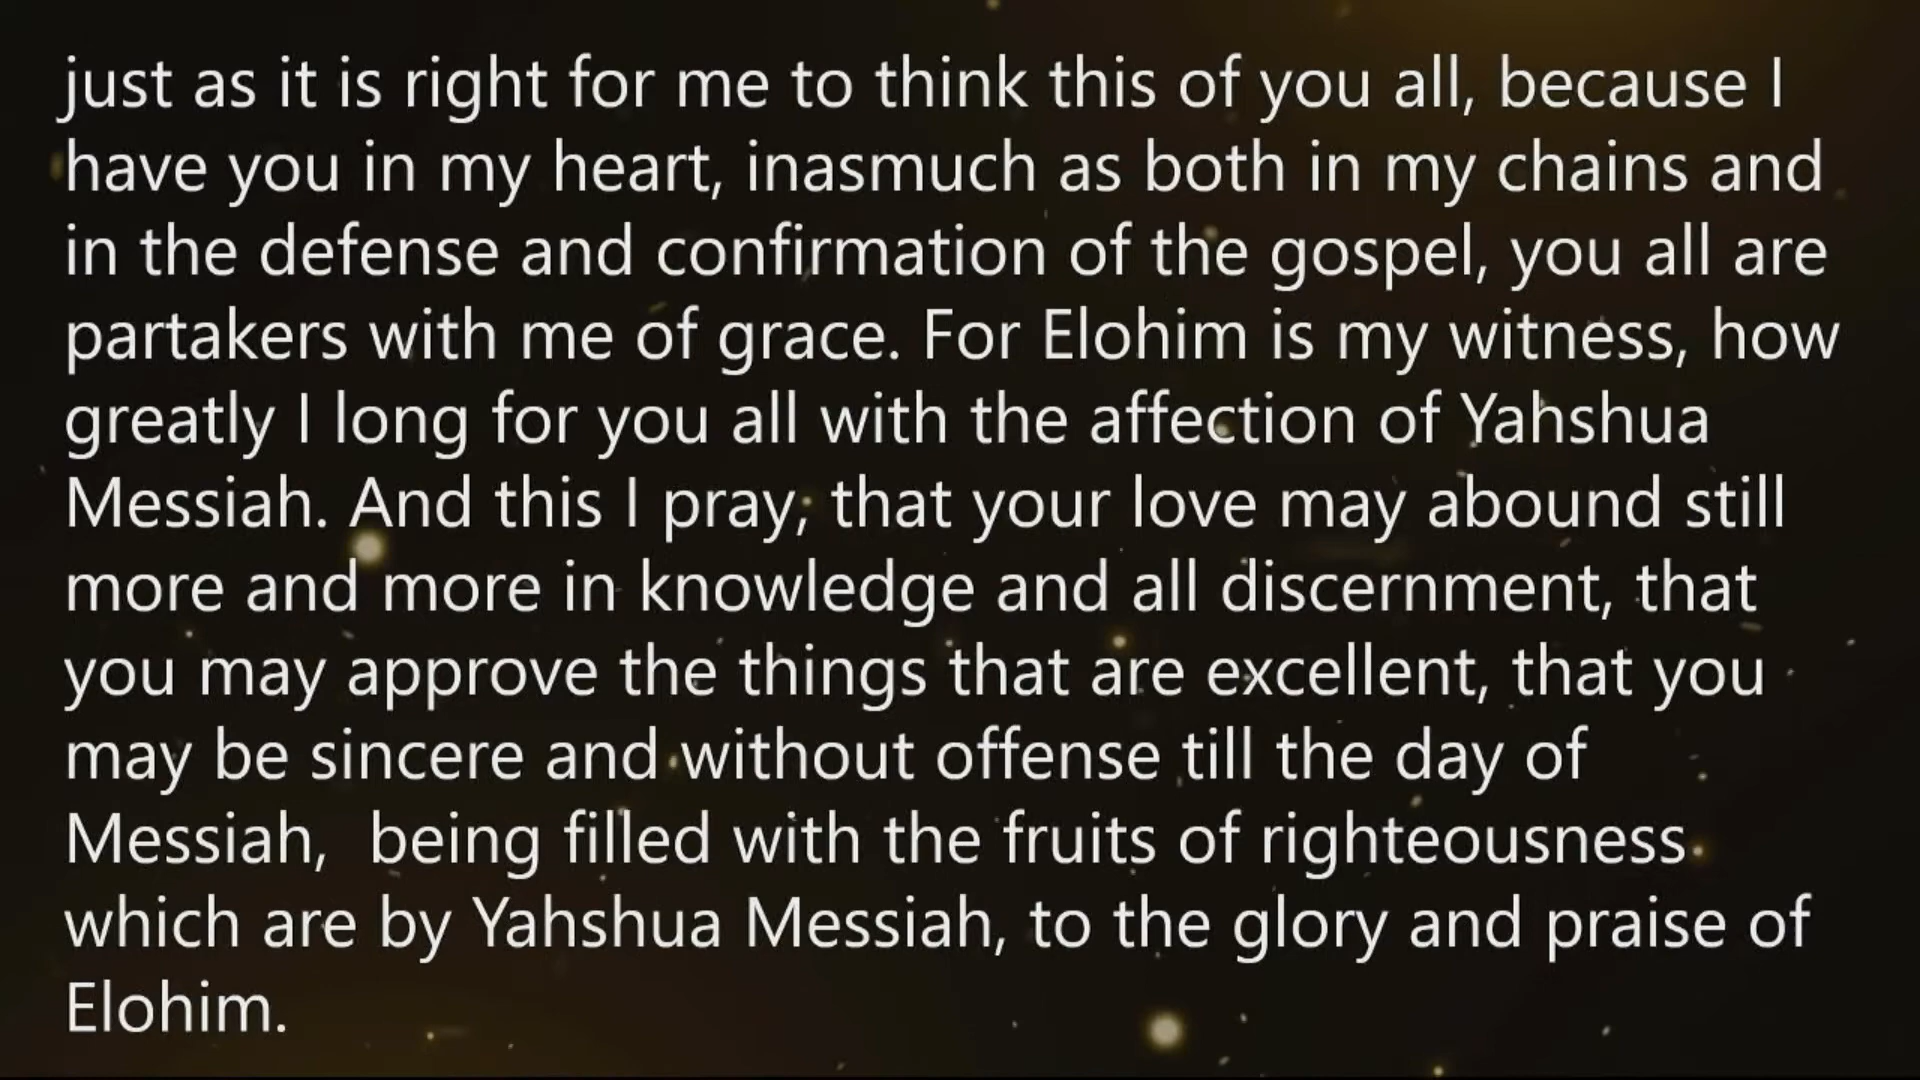 just as it is right for me to think this of you all, because I
have you in my heart, inasmuch as both in my chains and
in the defense and confirmation of the gospel, you all are
partakers with me of grace. For Elohim is my witness, how
greatly I long for you all with the affection of Yahshua
Messiah. And this I pray, that your love may abound still
more and more in knowledge and all discernment, that
you may approve the things that are excellent, that you
may be sincere and without offense till the day of
Messiah,  being filled with the fruits of righteousness
which are by Yahshua Messiah, to the glory and praise of
Elohim.